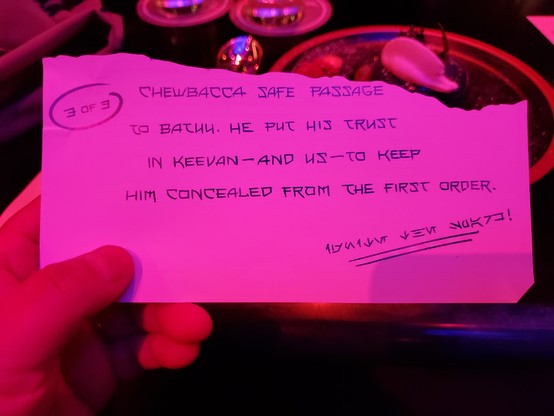 3 OF 3
CHEWBACCA SAFE PASSAGE
TO BATUU. HE PUT HIS TRUST
IN KEEVAN—AND US—TO KEEP
HIM CONCEALED FROM THE FIRST ORDER.